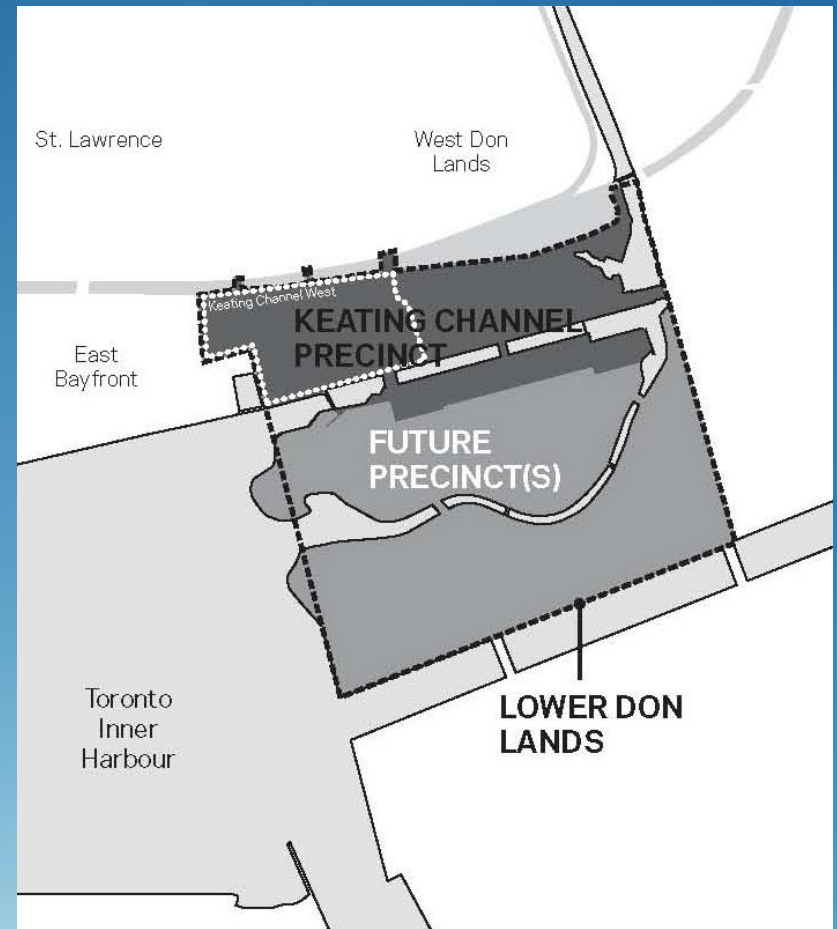 St. Lawrence
West Don
Lands
Keating Channel West
KEATING CHANNEL
PRECINCT
East
Bayfront
FUTURE
PRECINCT(S)
Toronto
Inner
Harbour
LOWER DON
LANDS